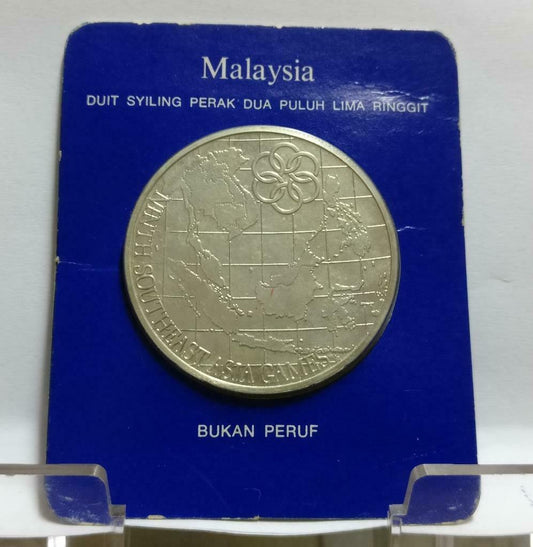 Malaysia
DUIT SYILING PERAK DUA PULUH LIMA RINGGIT
NINTH SOUTHEAST ASIA GAMES
BUKAN PERUF